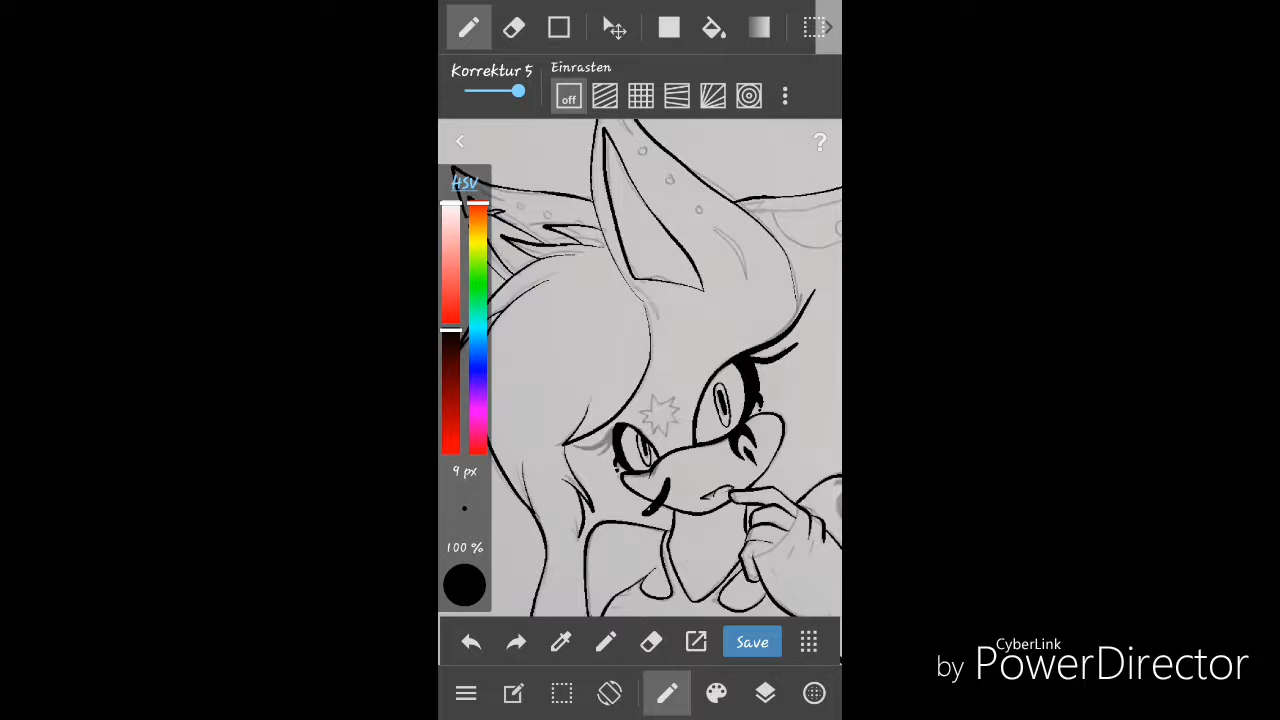 Korrektur 5
Einrasten
off
?
HSV
9 px
100 %
Save
CyberLink
by PowerDirector